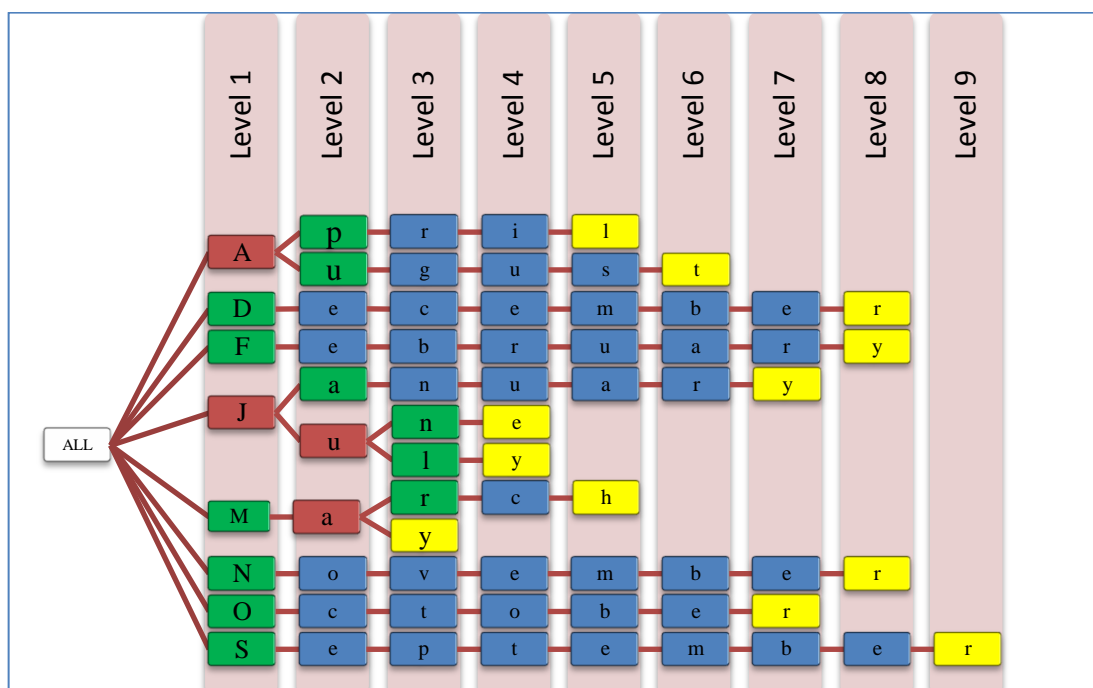 Level 1 Level 2 Level 3 Level 4 Level 5 Level 6 Level 7 Level 8 Level 9
ALL
A p r i l
u g u s t
D e c e m b e r
F e b r u a r y
J a n u a r y
u n e
l y
M a r c h
y
N o v e m b e r
O c t o b e r
S e p t e m b e r